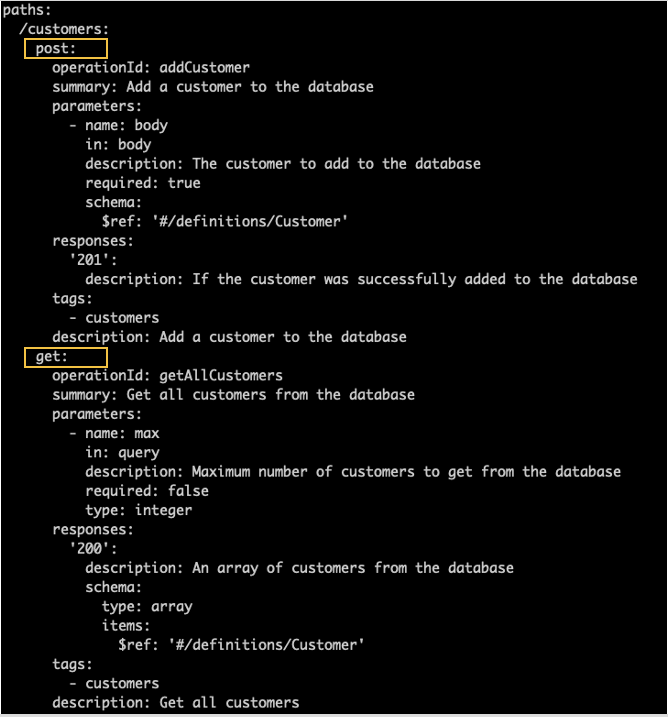 paths:
  /customers:
    post:
      operationId: addCustomer
      summary: Add a customer to the database
      parameters:
        - name: body
          in: body
          description: The customer to add to the database
          required: true
          schema:
            $ref: '#/definitions/Customer'
      responses:
        '201':
          description: If the customer was successfully added to the database
      tags:
        - customers
      description: Add a customer to the database
    get:
      operationId: getAllCustomers
      summary: Get all customers from the database
      parameters:
        - name: max
          in: query
          description: Maximum number of customers to get from the database
          required: false
          type: integer
      responses:
        '200':
          description: An array of customers from the database
          schema:
            type: array
            items:
              $ref: '#/definitions/Customer'
      tags:
        - customers
      description: Get all customers